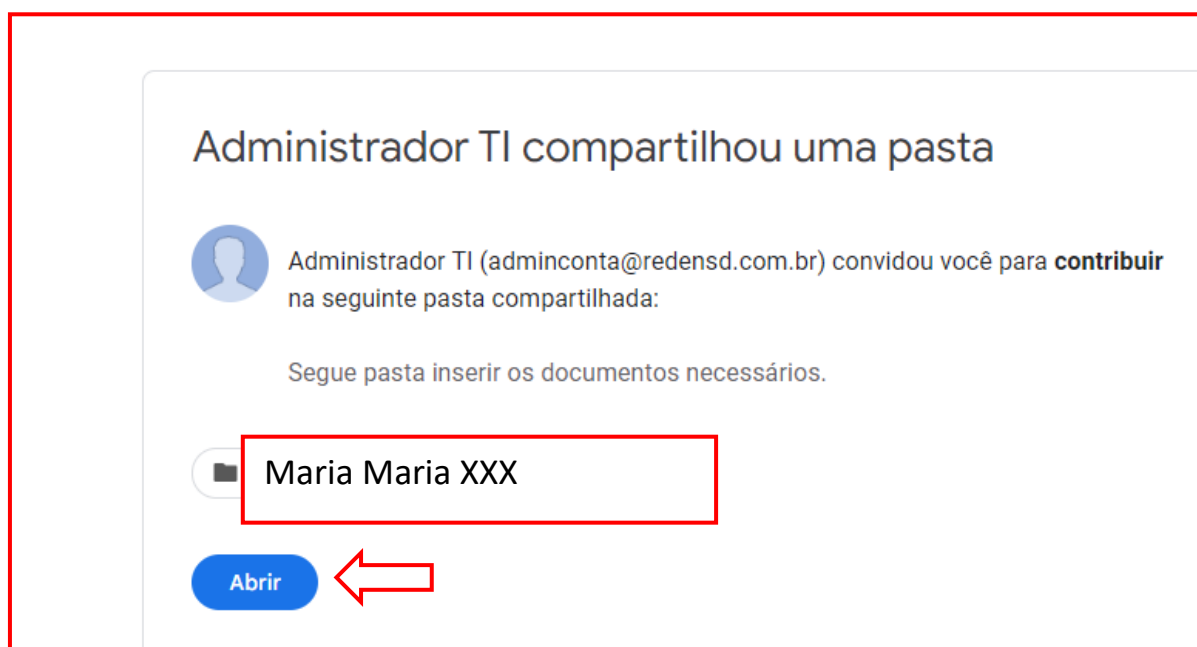 Administrador TI compartilhou uma pasta
Administrador TI (adminconta@redensd.com.br) convidou você para contribuir
na seguinte pasta compartilhada:
Segue pasta inserir os documentos necessários.
Maria Maria XXX
Abrir